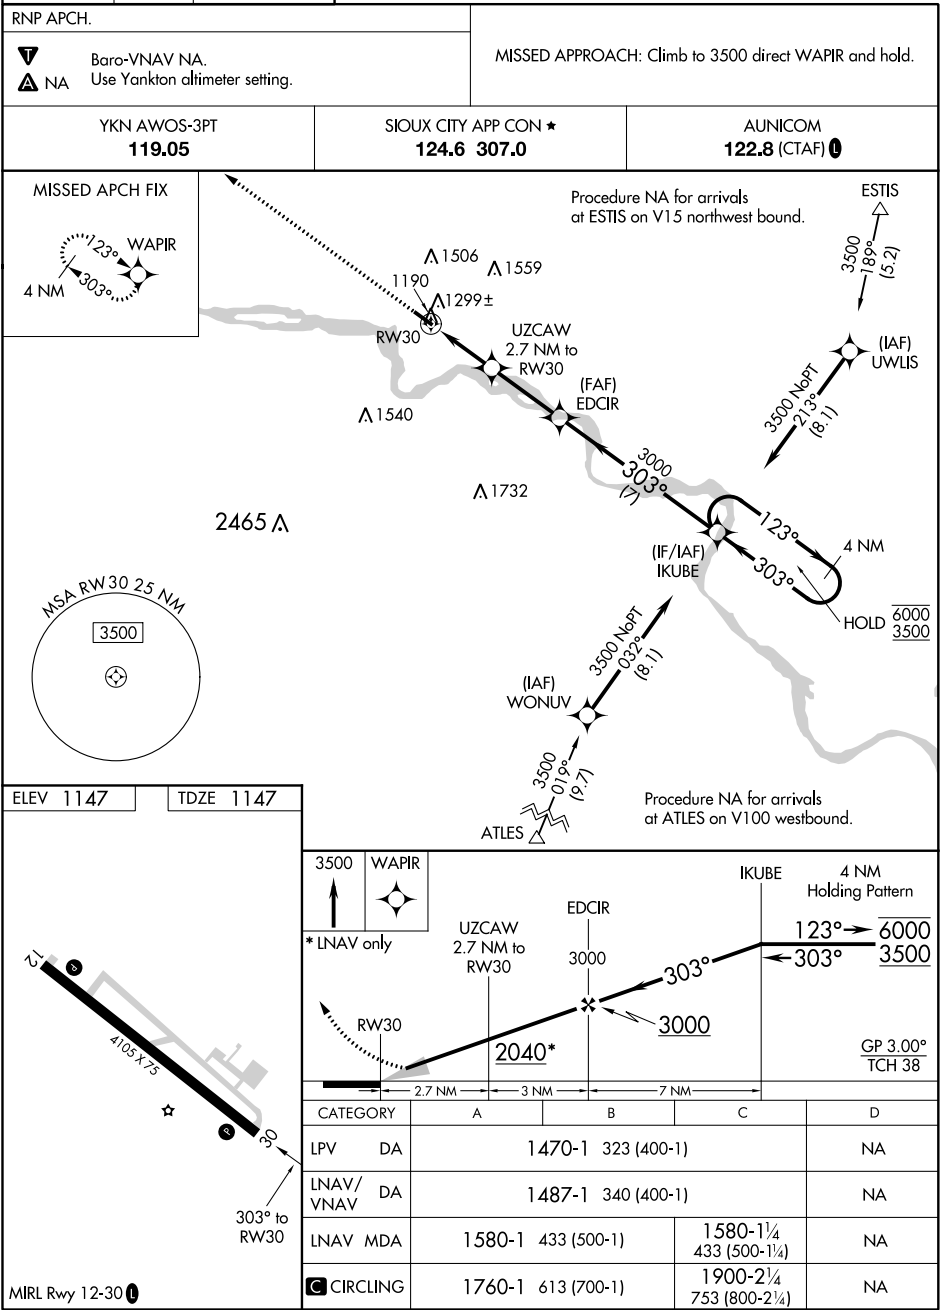 RNP APCH.
T
Baro-VNAV NA.
A NA
Use Yankton altimeter setting.
MISSED APPROACH: Climb to 3500 direct WAPIR and hold.
YKN AWOS-3PT
119.05
SIOUX CITY APP CON ★
124.6 307.0
AUNICOM
122.8 (CTAF) L
MISSED APCH FIX
WAPIR
123°
303°
4 NM
Procedure NA for arrivals
at ESTIS on V15 northwest bound.
ESTIS
3500
189°
(5.2)
1506
1559
1190
1299±
RW30
UZCAW
2.7 NM to
RW30
(IAF)
UWLIS
3500 NoPT
213°
(8.1)
(FAF)
EDCIR
1540
3000
303°
(7)
1732
2465
123°
4 NM
(IF/IAF)
IKUBE
303°
HOLD
6000
3500
MSA RW30 25 NM
3500
3500 NoPT
032°
(8.1)
(IAF)
WONUV
3500
019°
(9.7)
ATLES
Procedure NA for arrivals
at ATLES on V100 westbound.
ELEV 1147
TDZE 1147
12
P
4105 X 75
P
30
303° to
RW30
MIRL Rwy 12-30 L
3500
WAPIR
* LNAV only
IKUBE
4 NM
Holding Pattern
EDCIR
UZCAW
2.7 NM to
RW30
3000
123°
6000
303°
303°
3500
RW30
3000
2040*
GP 3.00°
TCH 38
2.7 NM
3 NM
7 NM
CATEGORY A B C D
LPV DA 1470-1 323 (400-1) NA
LNAV/
VNAV DA 1487-1 340 (400-1) NA
LNAV MDA 1580-1 433 (500-1) 1580-1¼
433 (500-1¼) NA
C CIRCLING 1760-1 613 (700-1) 1900-2¼
753 (800-2¼) NA